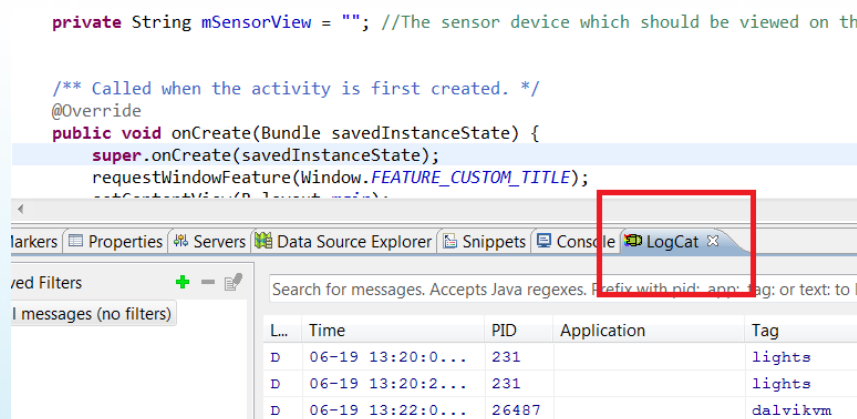 private String mSensorView = ""; //The sensor device which should be viewed on th
/** Called when the activity is first created. */
@Override
public void onCreate(Bundle savedInstanceState) {
super.onCreate(savedInstanceState);
requestWindowFeature(Window.FEATURE_CUSTOM_TITLE);
arkers Properties Servers Data Source Explorer Snippets Console LogCat
ved Filters
Search for messages. Accepts Java regexes. Prefix with pid: app: tag: or text: to l
l messages (no filters)
L... Time PID Application Tag
D 06-19 13:20:0... 231 lights
D 06-19 13:20:2... 231 lights
D 06-19 13:22:0... 26487 dalvikvm